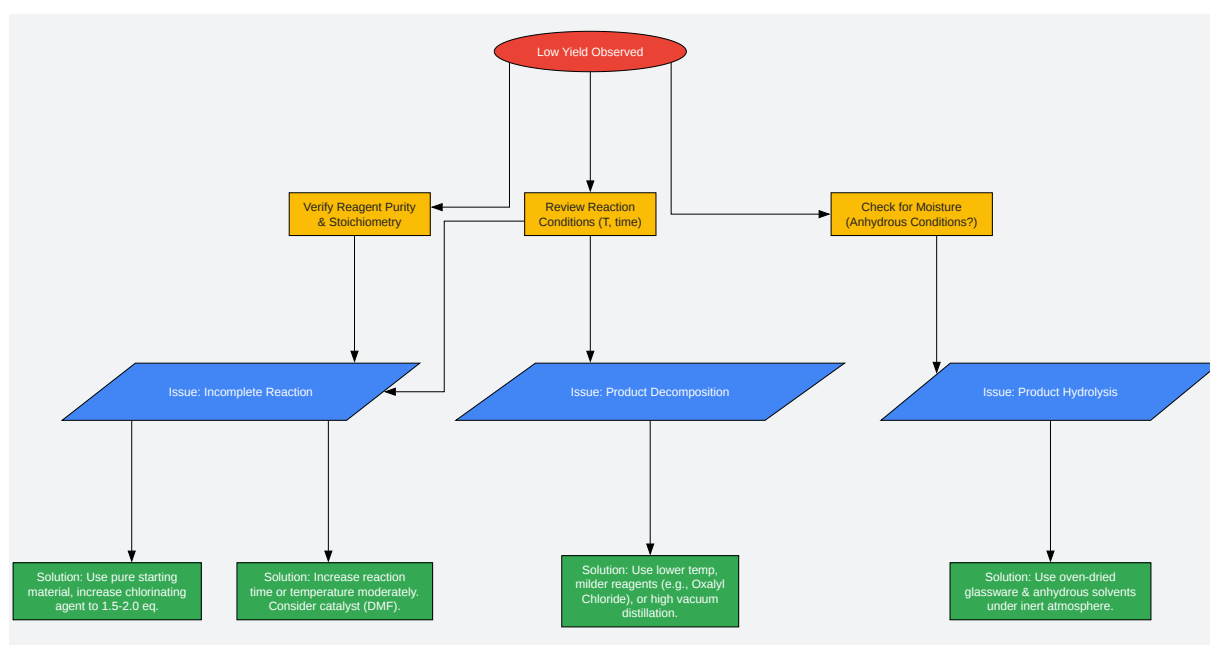 Low Yield Observed
Verify Reagent Purity
& Stoichiometry
Review Reaction
Conditions (T, time)
Check for Moisture
(Anhydrous Conditions?)
Issue: Incomplete Reaction
Issue: Product Decomposition
Issue: Product Hydrolysis
Solution: Use pure starting
material, increase chlorinating
agent to 1.5-2.0 eq.
Solution: Increase reaction
time or temperature moderately.
Consider catalyst (DMF).
Solution: Use lower temp,
milder reagents (e.g., Oxalyl
Chloride), or high vacuum
distillation.
Solution: Use oven-dried
glassware & anhydrous solvents
under inert atmosphere.